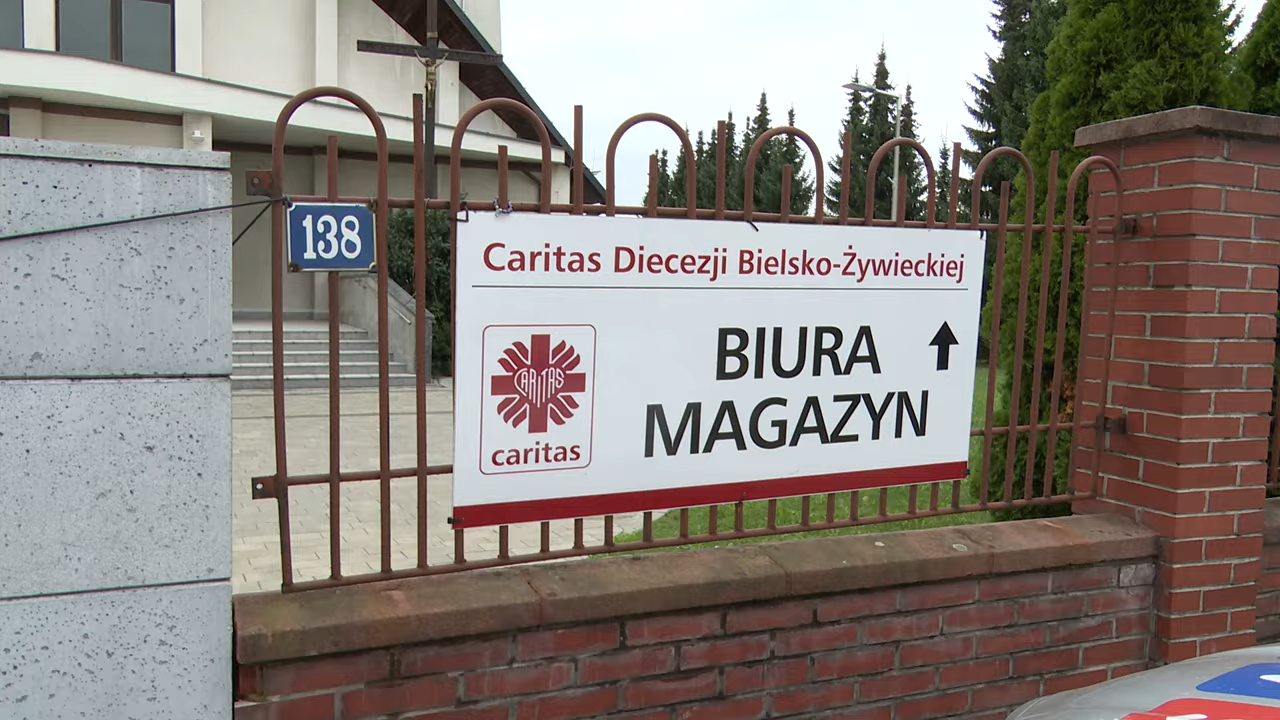 138
Caritas Diecezji Bielsko-Żywieckiej
CARITAS
caritas
BIURA
MAGAZYN